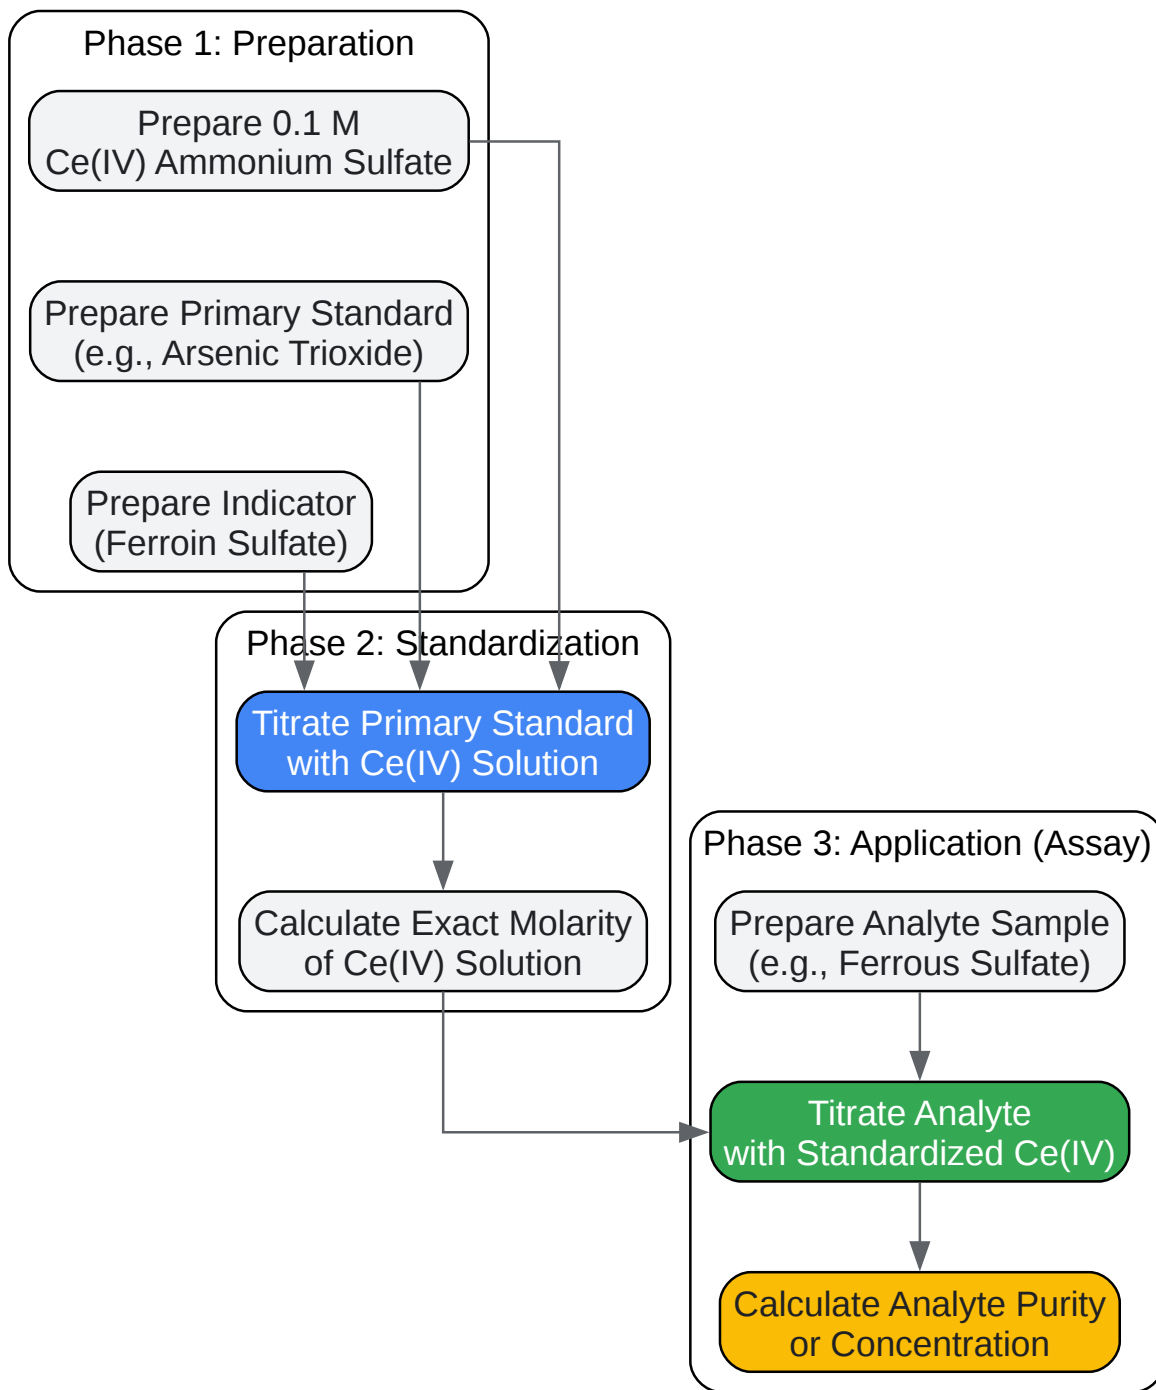 Phase 1: Preparation
Prepare 0.1 M
Ce(IV) Ammonium Sulfate
Prepare Primary Standard
(e.g., Arsenic Trioxide)
Prepare Indicator
(Ferroin Sulfate)
Phase 2: Standardization
Titrate Primary Standard
with Ce(IV) Solution
Calculate Exact Molarity
of Ce(IV) Solution
Phase 3: Application (Assay)
Prepare Analyte Sample
(e.g., Ferrous Sulfate)
Titrate Analyte
with Standardized Ce(IV)
Calculate Analyte Purity
or Concentration